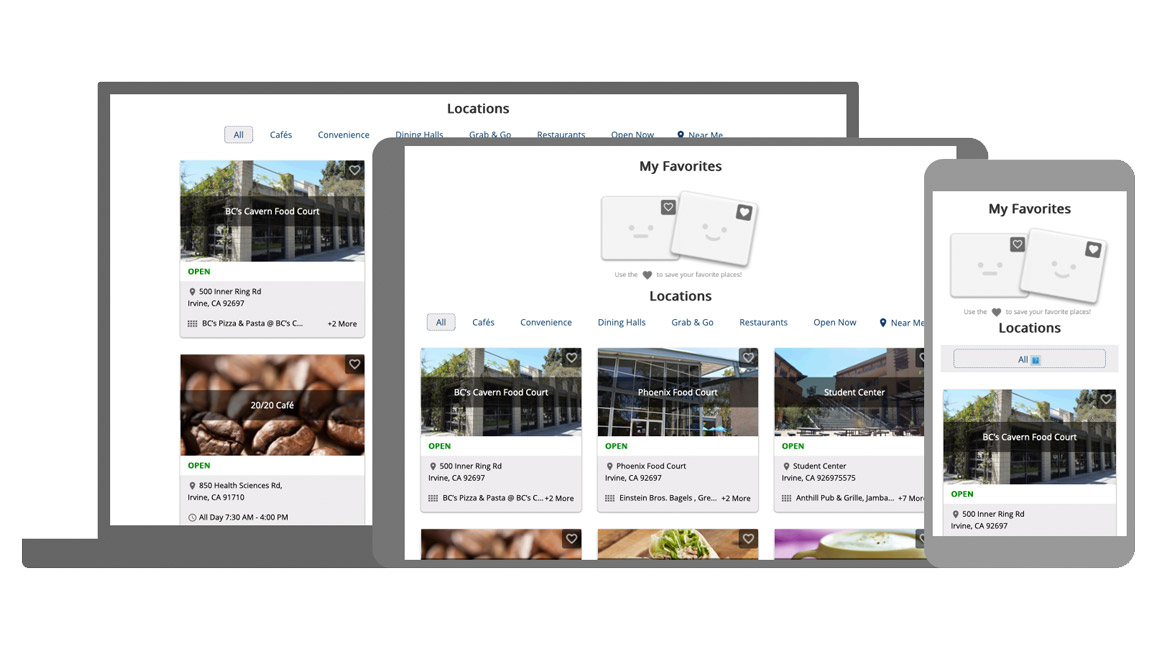 Locations
All Cafés Convenience Dining Halls Grab & Go Restaurants Open Now Near Me
BC's Cavern Food Court
OPEN
500 Inner Ring Rd
Irvine, CA 92697
BC's Pizza & Pasta @ BC's C... +2 More
20/20 Café
OPEN
850 Health Sciences Rd,
Irvine, CA 91710
All Day 7:30 AM - 4:00 PM
My Favorites
Use the to save your favorite places!
Locations
All Cafés Convenience Dining Halls Grab & Go Restaurants Open Now Near Me
BC's Cavern Food Court
OPEN
500 Inner Ring Rd
Irvine, CA 92697
BC's Pizza & Pasta @ BC's C... +2 More
Phoenix Food Court
OPEN
Phoenix Food Court
Irvine, CA 92697
Einstein Bros. Bagels , Gre... +2 More
Student Center
OPEN
Student Center
Irvine, CA 926975575
Anthill Pub & Grille, Jamba... +7 More
My Favorites
Use the to save your favorite places!
Locations
All ?
BC's Cavern Food Court
OPEN
500 Inner Ring Rd
Irvine, CA 92697